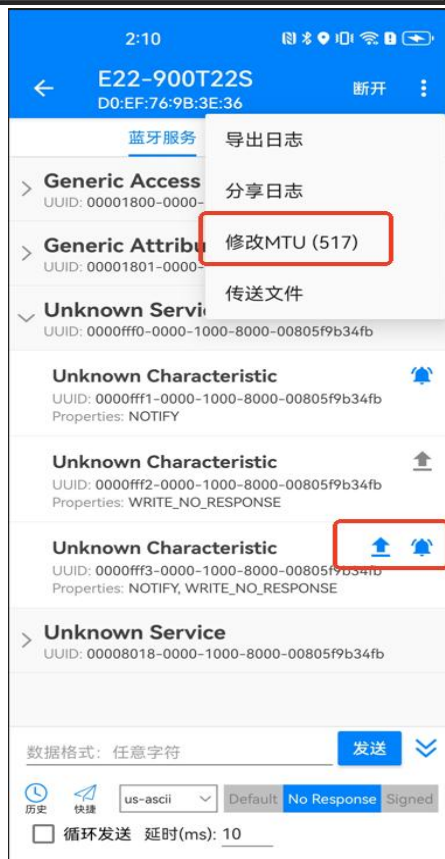 2:10
E22-900T22S
D0:EF:76:9B:3E:36
断开
蓝牙服务
导出日志
分享日志
修改MTU (517)
传送文件
Generic Access
UUID: 00001800-0000-
Generic Attribu
UUID: 00001801-0000-
Unknown Servi
UUID: 0000fff0-0000-1000-8000-00805f9b34fb
Unknown Characteristic
UUID: 0000fff1-0000-1000-8000-00805f9b34fb
Properties: NOTIFY
Unknown Characteristic
UUID: 0000fff2-0000-1000-8000-00805f9b34fb
Properties: WRITE_NO_RESPONSE
Unknown Characteristic
UUID: 0000fff3-0000-1000-8000-00805f9b34fb
Properties: NOTIFY, WRITE_NO_RESPONSE
Unknown Service
UUID: 00008018-0000-1000-8000-00805f9b34fb
数据格式: 任意字符
发送
历史
快捷
us-ascii
Default No Response Signed
循环发送 延时(ms): 10